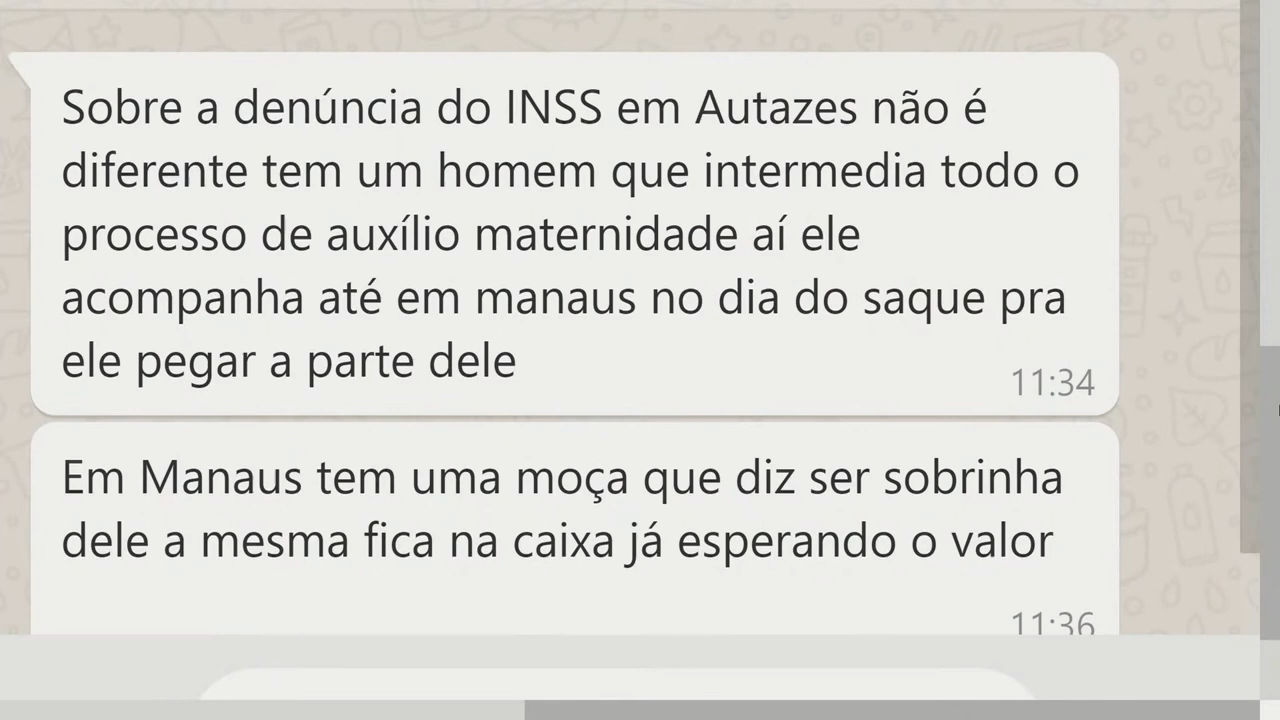 Sobre a denúncia do INSS em Autazes não é
diferente tem um homem que intermedia todo o
processo de auxílio maternidade aí ele
acompanha até em manaus no dia do saque pra
ele pegar a parte dele
11:34
Em Manaus tem uma moça que diz ser sobrinha
dele a mesma fica na caixa já esperando o valor
11:36